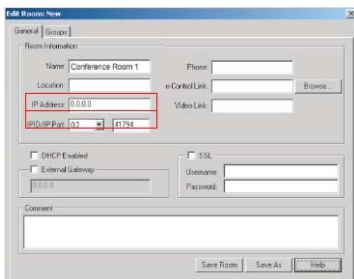 Edit Room: New
General Groups
Room Information
Name: Conference Room 1
Phone:
Location:
e-Control Link:
Browse...
IP Address: 0.0.0.0
Video Link:
IPID/IP Port: 02 41794
DHCP Enabled
SSL
External Gateway
Username:
0.0.0.0
Password:
Comment
Save Room Save As Help